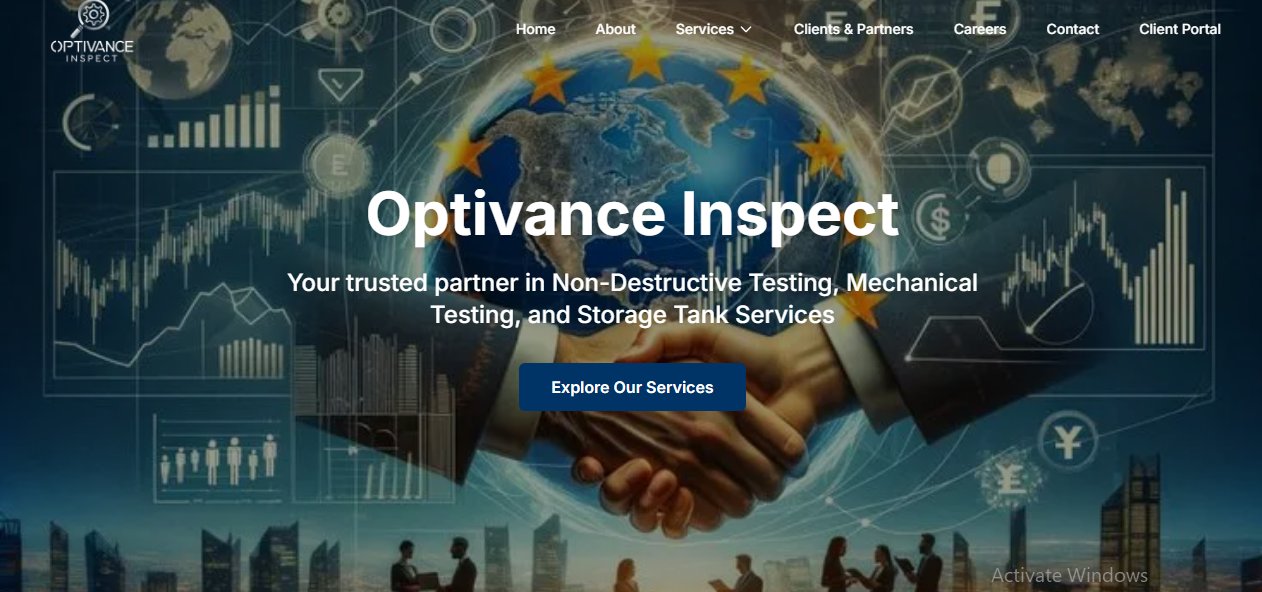 OPTIVANCE
INSPECT
Home
About
Services
Clients & Partners
Careers
Contact
Client Portal
E
F
E
$
Optivance Inspect
Your trusted partner in Non-Destructive Testing, Mechanical
Testing, and Storage Tank Services
Explore Our Services
¥
£
Activate Windows